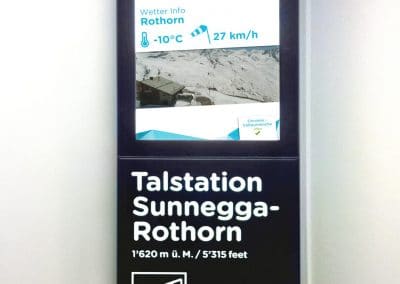 Wetter Info
Rothorn
-10°C 27 km/h
Talstation
Sunnegga-
Rothorn
1'620 m ü. M. / 5'315 feet